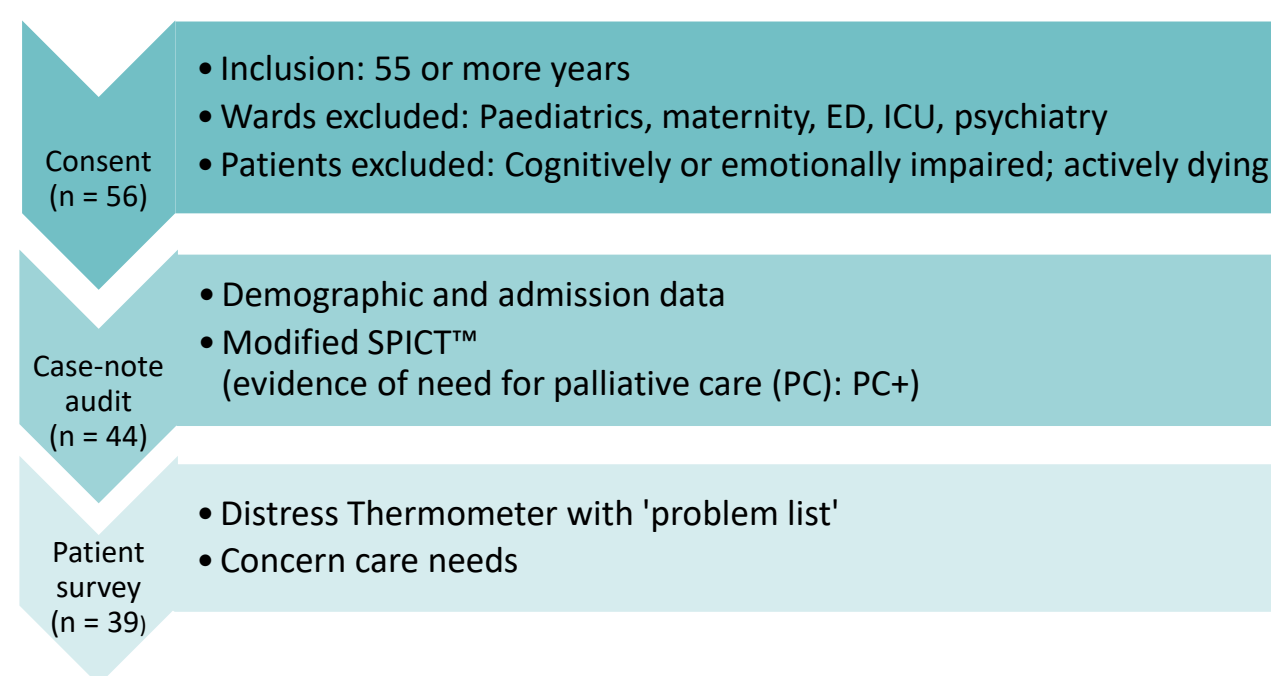 Consent
(n = 56)
• Inclusion: 55 or more years
• Wards excluded: Paediatrics, maternity, ED, ICU, psychiatry
• Patients excluded: Cognitively or emotionally impaired; actively dying
Case-note
audit
(n = 44)
• Demographic and admission data
• Modified SPICT™
(evidence of need for palliative care (PC): PC+)
Patient
survey
(n = 39)
• Distress Thermometer with 'problem list'
• Concern care needs